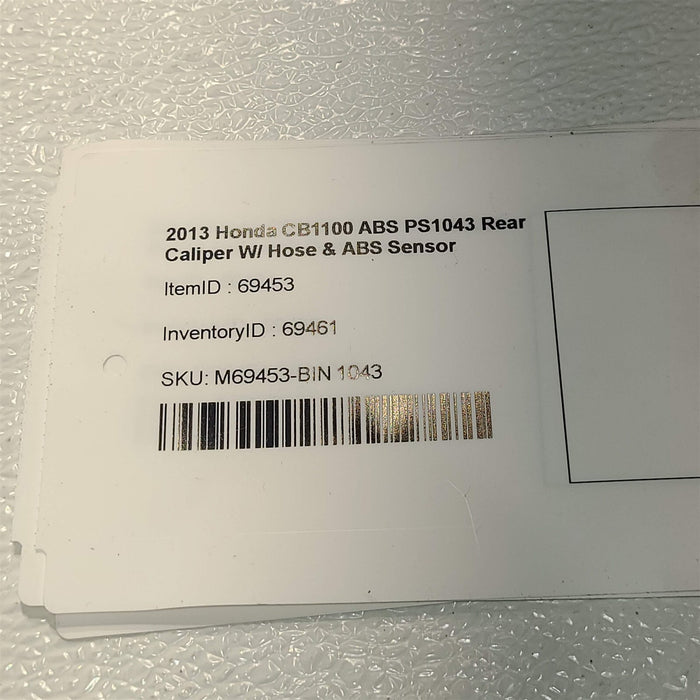 2013 Honda CB1100 ABS PS1043 Rear
Caliper W/ Hose & ABS Sensor
ItemID : 69453
InventoryID : 69461
SKU: M69453-BIN 1043